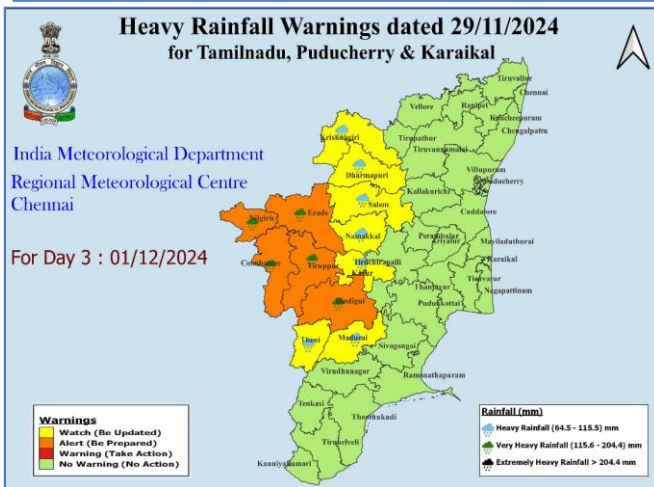 Heavy Rainfall Warnings dated 29/11/2024
for Tamilnadu, Puducherry & Karaikal
India Meteorological Department
Regional Meteorological Centre
Chennai
For Day 3 : 01/12/2024
Tiruvallur
Chennai
Vellore
Ranipet
Kancheepuram
Chengalpattu
Krishnagiri
Tirupathur
Tiruvannamalai
Dharmapuri
Villupuram
Puducherry
Kallakurichi
Salem
Cuddalore
Nilgiris
Erode
Namakkal
Perambalur
Ariyalur
Mayiladuthurai
Karaikal
Coimbatore
Tiruppur
Tiruchirapalli
Karur
Thanjavur
Tiruvarur
Nagapattinam
Dindigul
Pudukkottai
Theni
Madurai
Sivagangai
Virudhunagar
Ramanathapuram
Tenkasi
Thoothukudi
Tirunelveli
Kanniyakumari
Warnings
Watch (Be Updated)
Alert (Be Prepared)
Warning (Take Action)
No Warning (No Action)
Rainfall (mm)
Heavy Rainfall (64.5 - 115.5) mm
Very Heavy Rainfall (115.6 - 204.4) mm
Extremely Heavy Rainfall > 204.4 mm